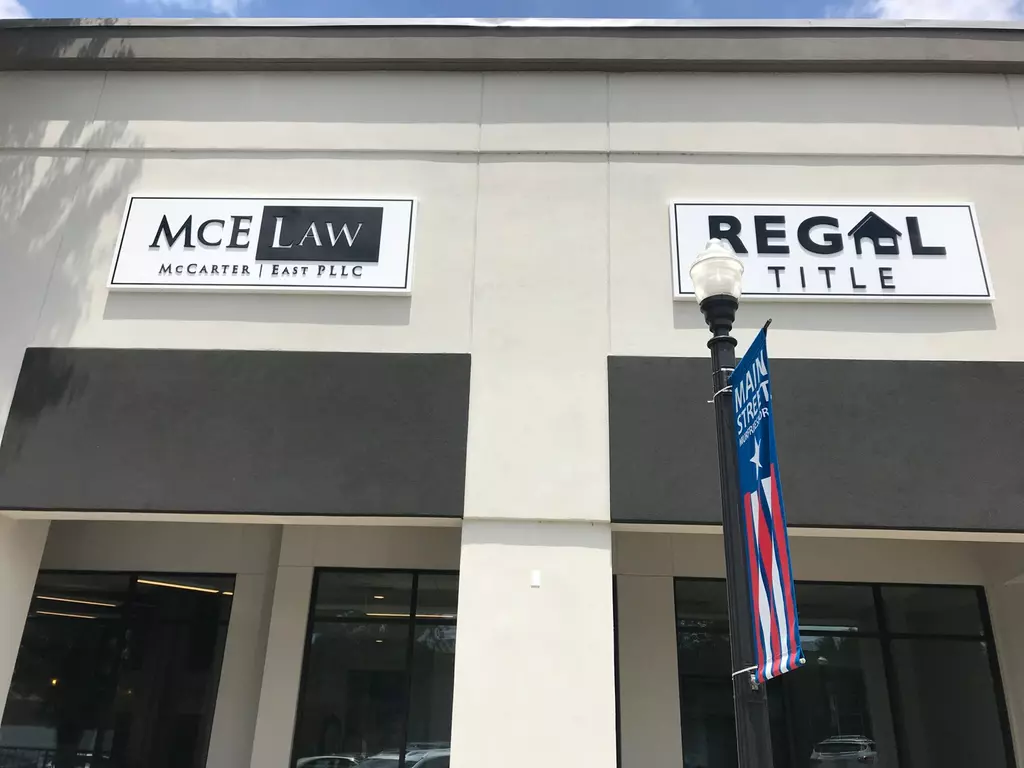 McE Law
McCarter | East PLLC
REGAL
TITLE
MAIN
STREET